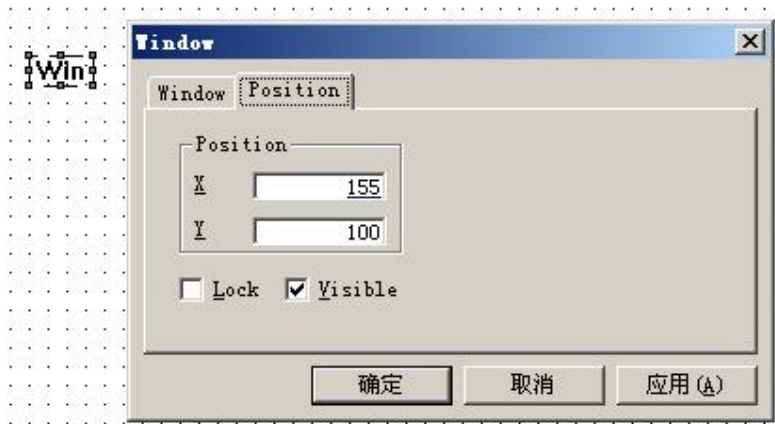 Win
Window
Window Position
Position
X 155
Y 100
Lock Visible
确定 取消 应用(A)